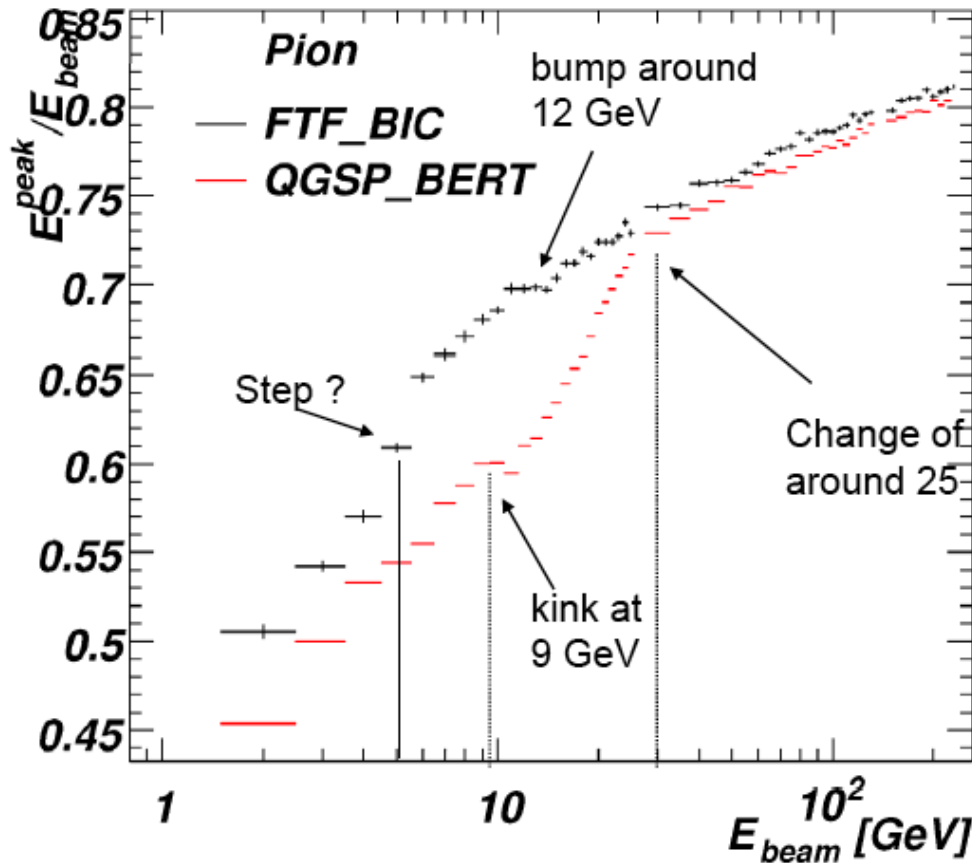 E^peak/E_beam
0.85
0.8
0.75
0.7
0.65
0.6
0.55
0.5
0.45
Pion
FTF_BIC
QGSP_BERT
bump around
12 GeV
Step ?
Change of
around 25
kink at
9 GeV
1
10
10²
E_beam [GeV]